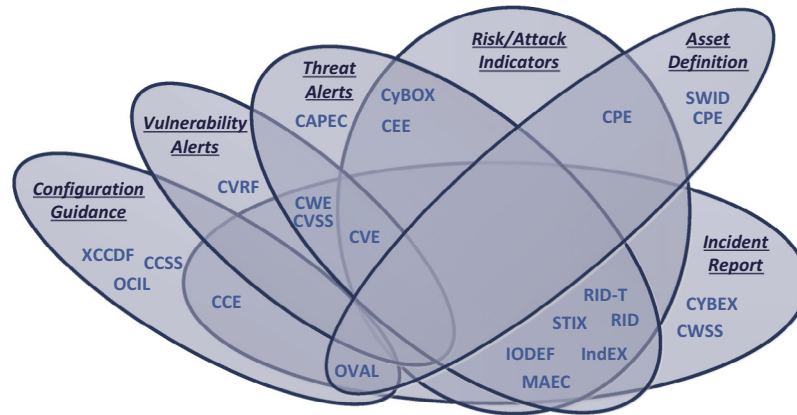 Risk/Attack
Indicators
Asset
Definition
Threat
Alerts
CyBOX
CAPEC
CEE
CPE
SWID
CPE
Vulnerability
Alerts
CVRF
CWE
CVSS
CVE
Configuration
Guidance
XCCDF
CCSS
OCIL
CCE
OVAL
Incident
Report
CYBEX
CWSS
RID-T
STIX
RID
IODEF
IndEX
MAEC